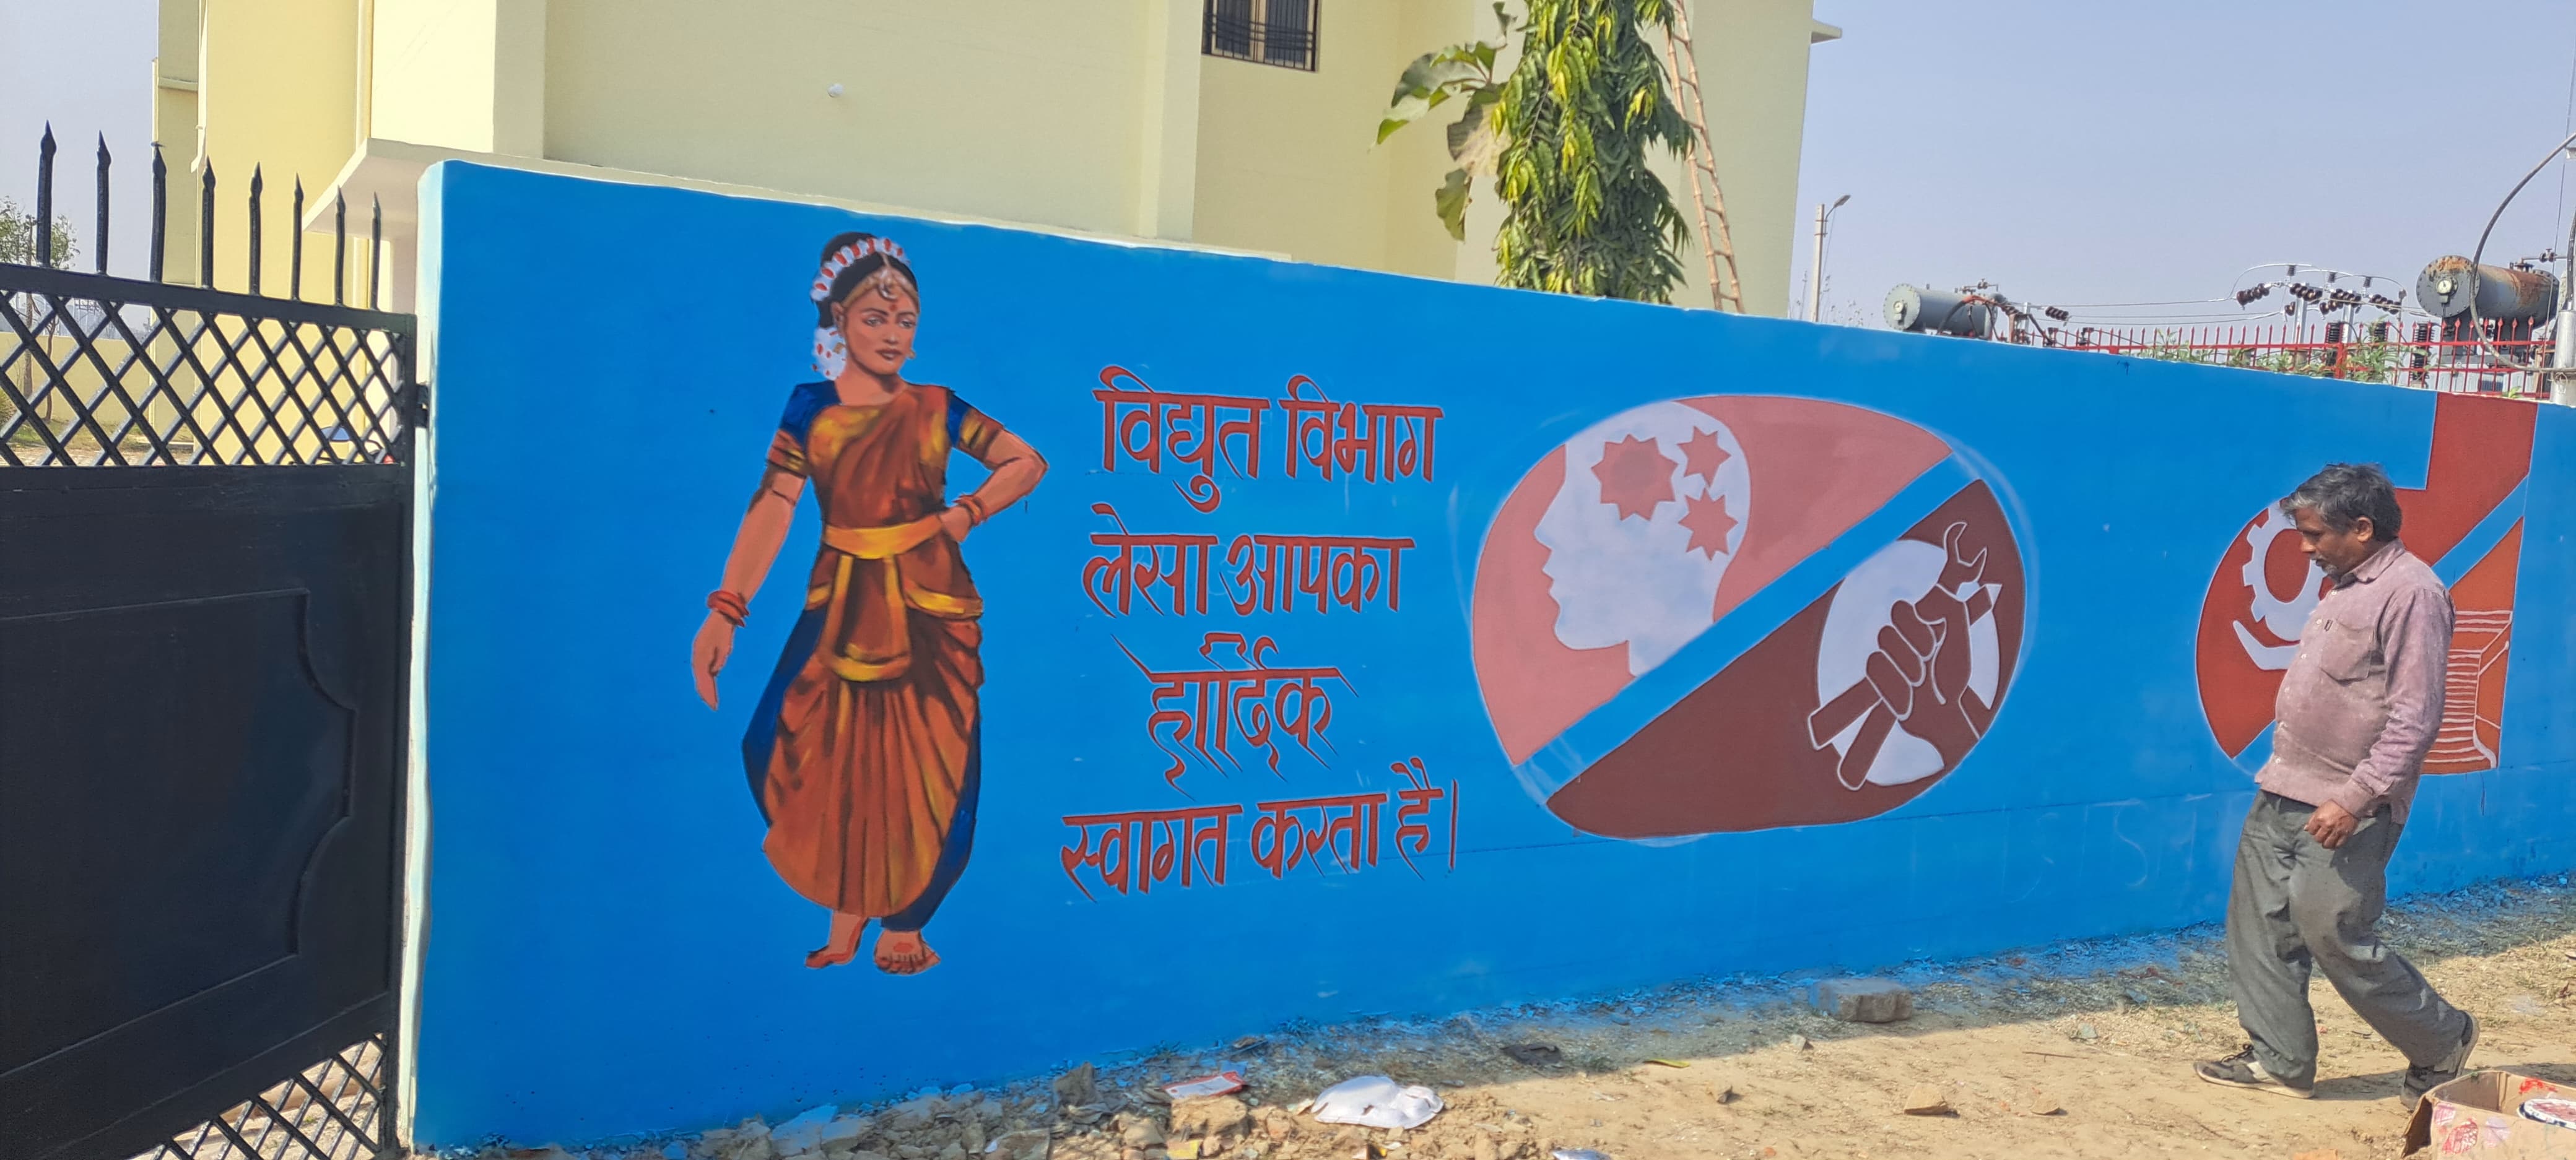 विद्युत विभाग
लेसा आपका
हार्दिक
स्वागत करता है।